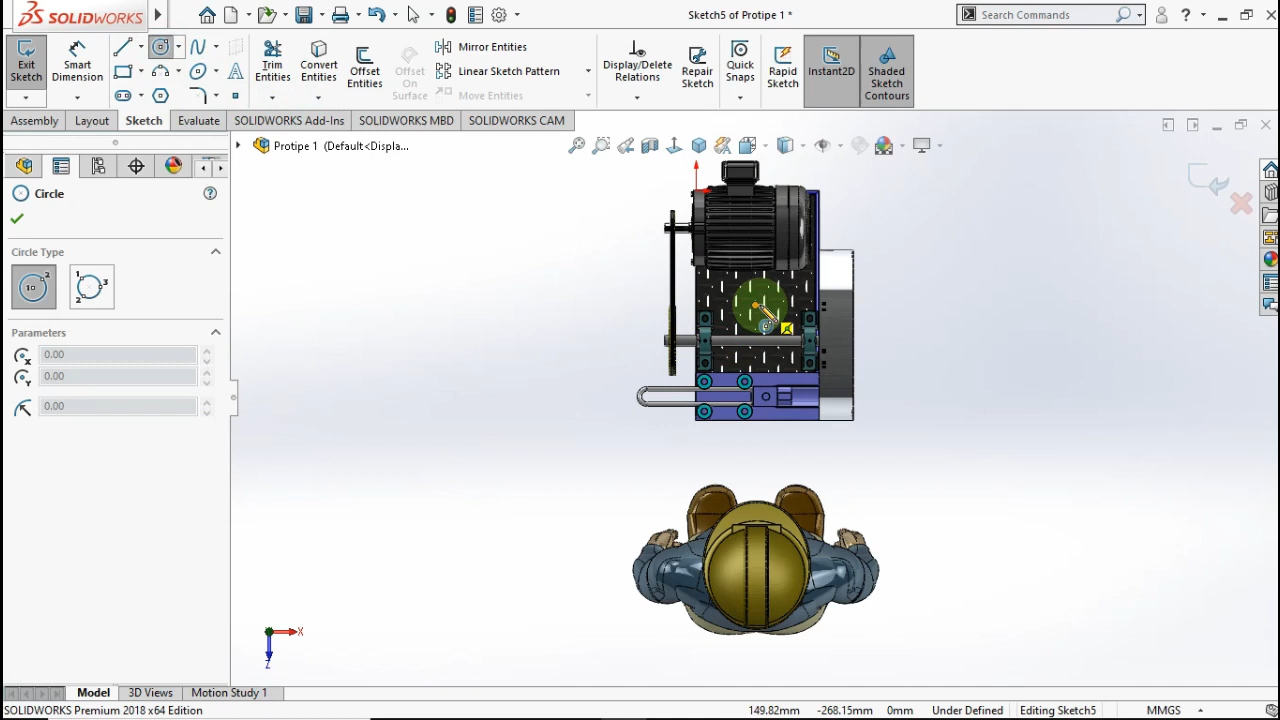 SOLIDWORKS
Sketch5 of Protipe 1 *
Search Commands
?
Exit Sketch
Smart Dimension
Trim Entities
Convert Entities
Offset Entities
Offset On Surface
Mirror Entities
Linear Sketch Pattern
Move Entities
Display/Delete Relations
Repair Sketch
Quick Snaps
Rapid Sketch
Instant2D
Shaded Sketch Contours
Assembly
Layout
Sketch
Evaluate
SOLIDWORKS Add-Ins
SOLIDWORKS MBD
SOLIDWORKS CAM
Protipe 1 (Default<Displa...
Circle
Circle Type
Parameters
0.00
0.00
0.00
X
Z
Model
3D Views
Motion Study 1
SOLIDWORKS Premium 2018 x64 Edition
149.82mm
-268.15mm
0mm
Under Defined
Editing Sketch5
MMGS